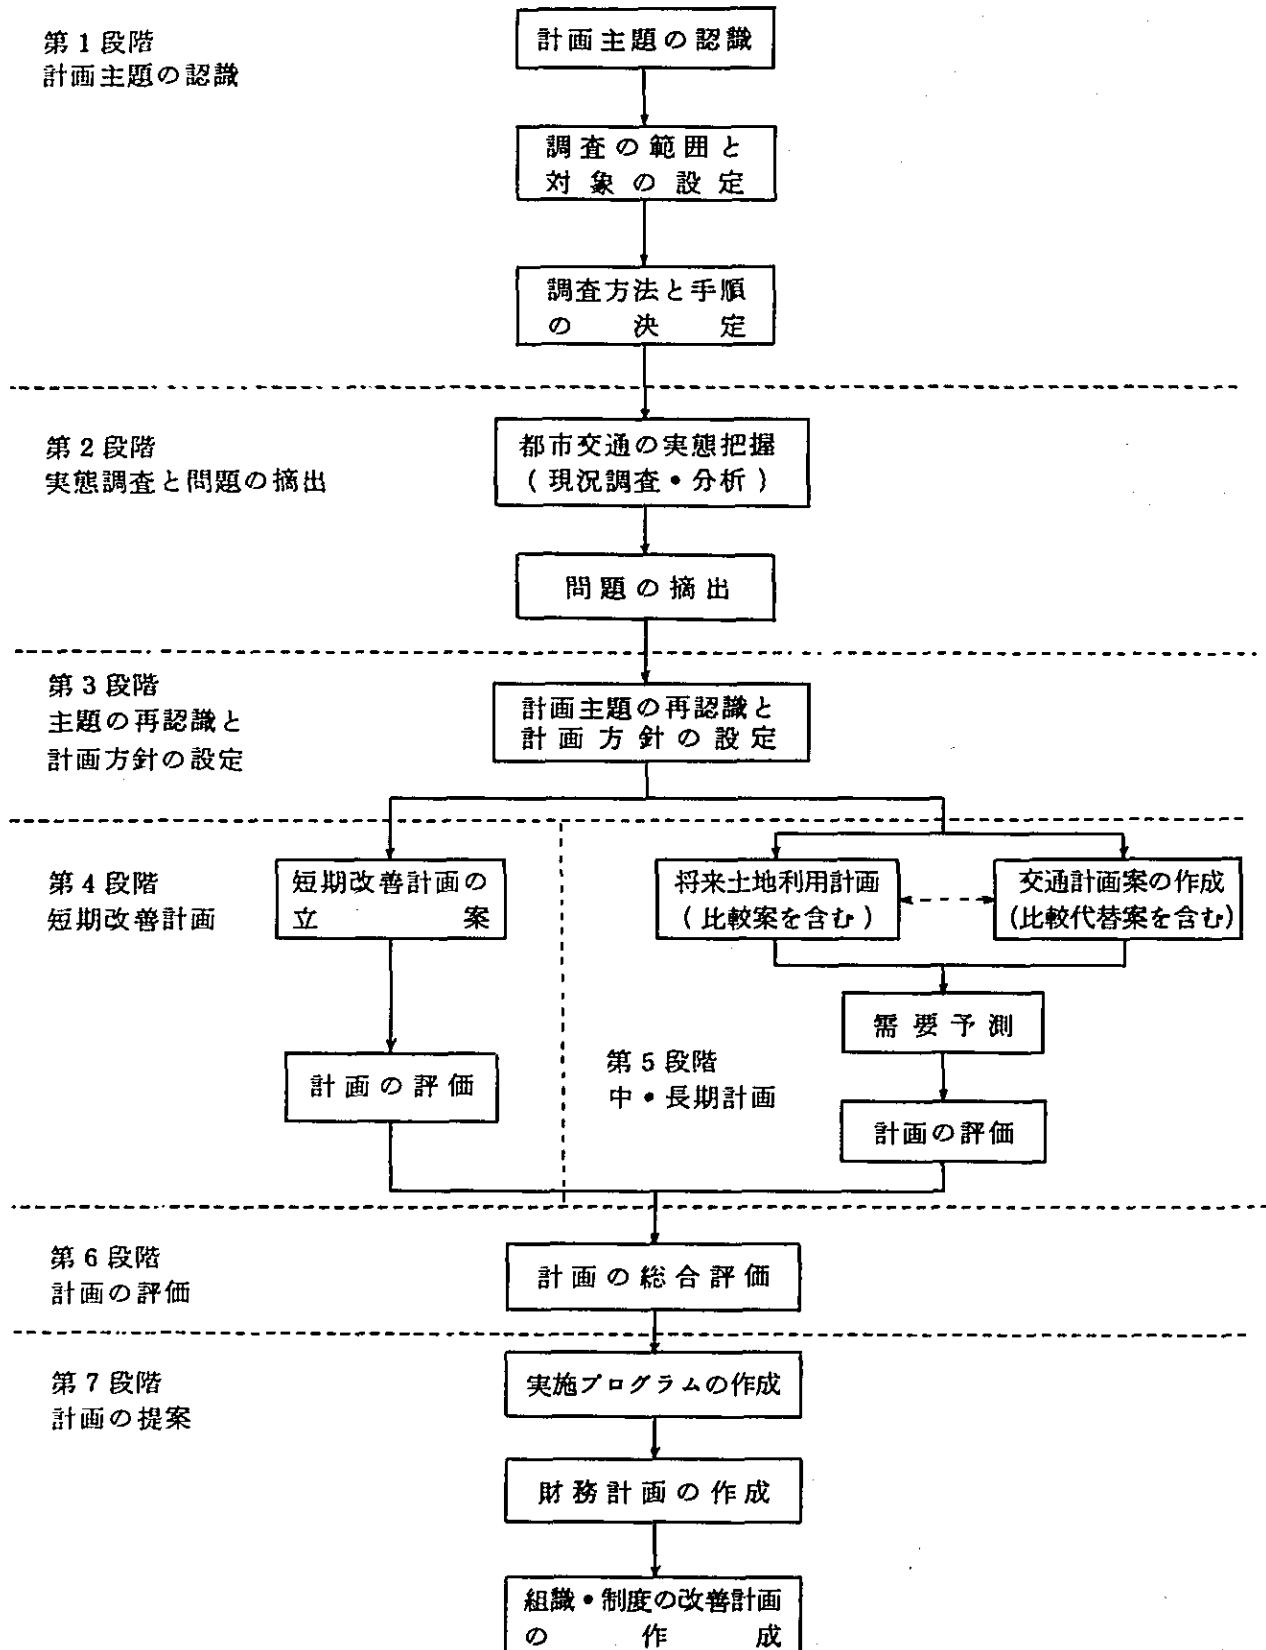 第1段階
計画主題の認識
計画主題の認識
調査の範囲と
対象の設定
調査方法と手順
の決定
第2段階
実態調査と問題の摘出
都市交通の実態把握
(現況調査・分析)
問題の摘出
第3段階
主題の再認識と
計画方針の設定
計画主題の再認識と
計画方針の設定
第4段階
短期改善計画
短期改善計画の
立案
計画の評価
将来土地利用計画
(比較案を含む)
交通計画案の作成
(比較代替案を含む)
需要予測
第5段階
中・長期計画
計画の評価
第6段階
計画の評価
計画の総合評価
第7段階
計画の提案
実施プログラムの作成
財務計画の作成
組織・制度の改善計画
の作成